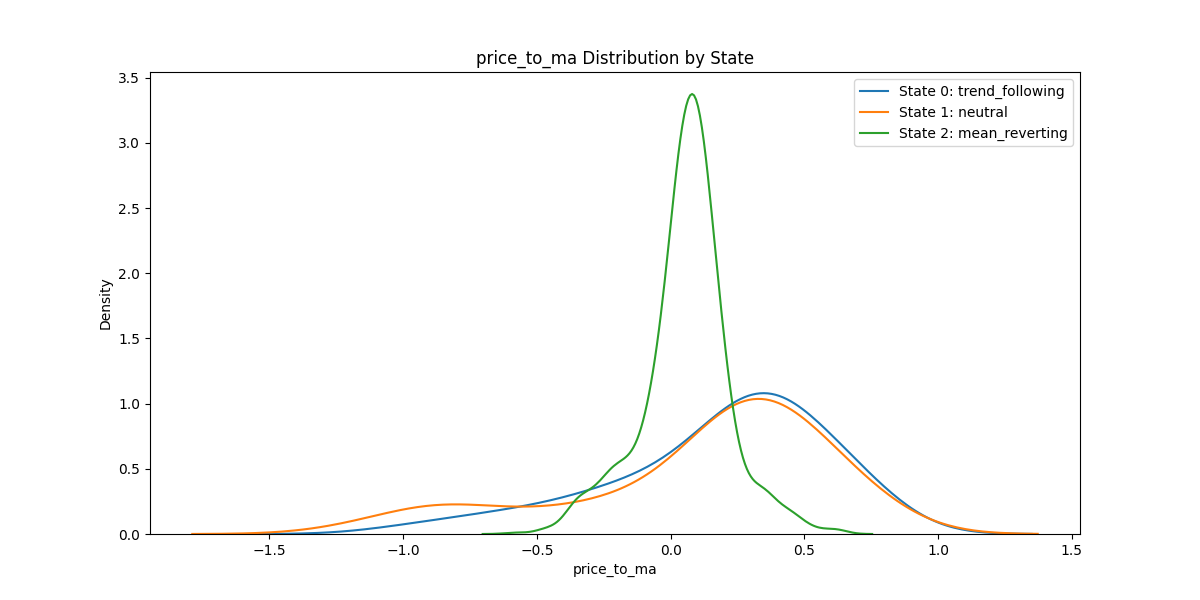 price_to_ma Distribution by State
State 0: trend_following
State 1: neutral
State 2: mean_reverting
Density
3.5
3.0
2.5
2.0
1.5
1.0
0.5
0.0
−1.5
−1.0
−0.5
0.0
0.5
1.0
1.5
price_to_ma